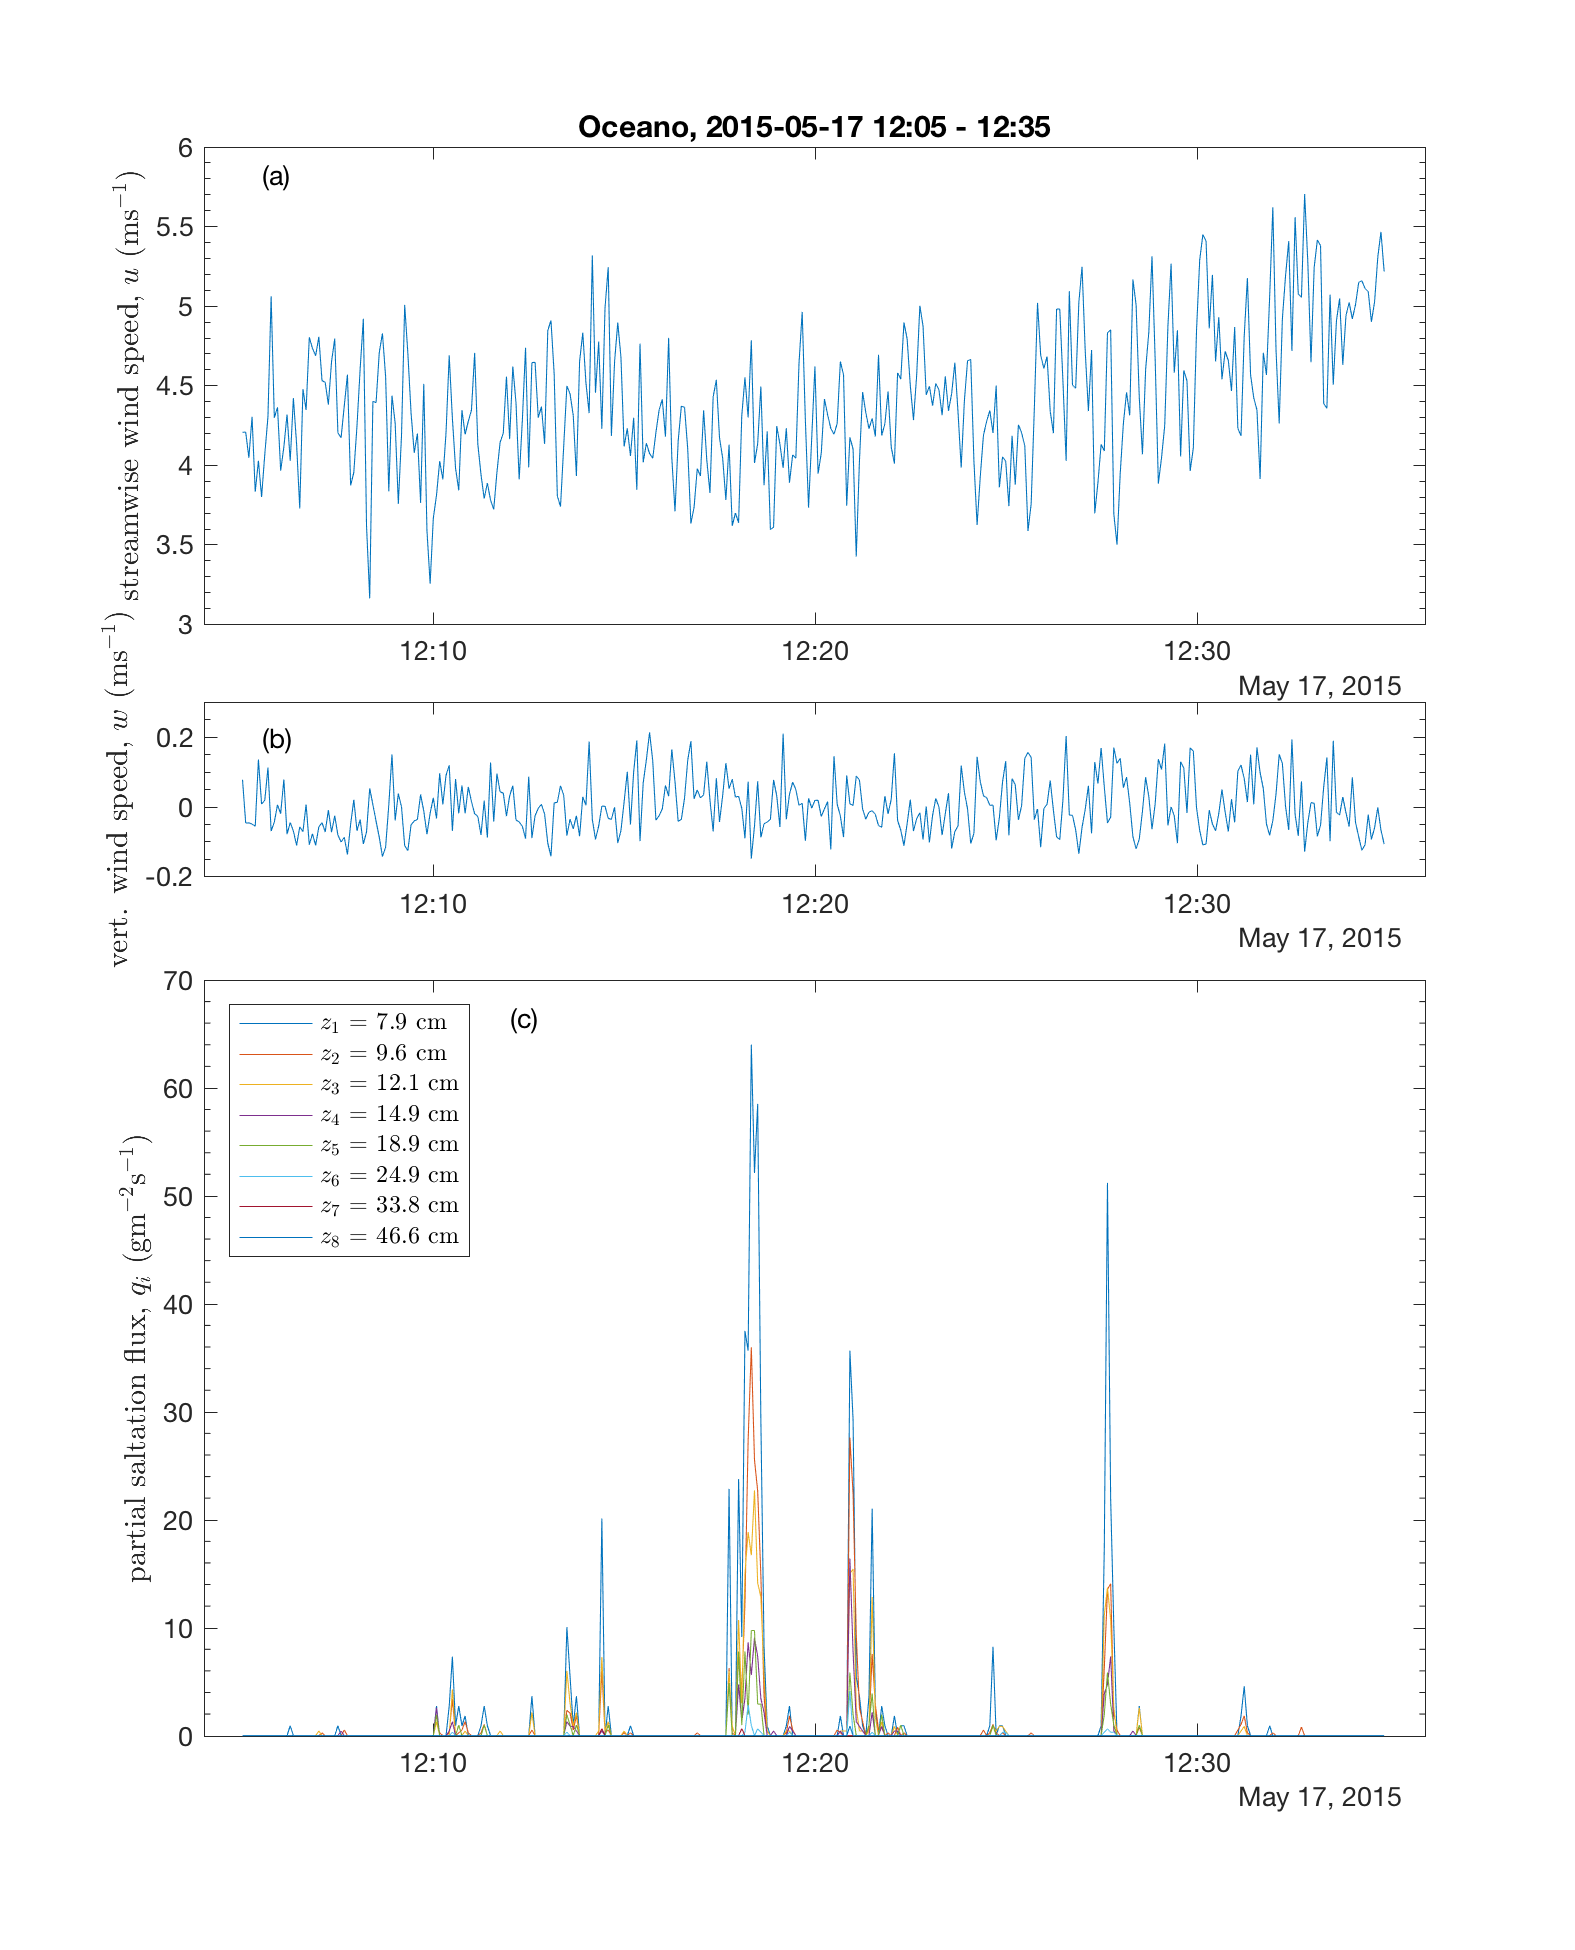 Oceano, 2015-05-17 12:05 - 12:35
(a)
streamwise wind speed, u (ms⁻¹)
6
5.5
5
4.5
4
3.5
3
12:10 12:20 12:30
May 17, 2015
(b)
vert. wind speed, w (ms⁻¹)
0.2
0
-0.2
12:10 12:20 12:30
May 17, 2015
(c)
partial saltation flux, qᵢ (gm⁻²s⁻¹)
70
60
50
40
30
20
10
0
z₁ = 7.9 cm
z₂ = 9.6 cm
z₃ = 12.1 cm
z₄ = 14.9 cm
z₅ = 18.9 cm
z₆ = 24.9 cm
z₇ = 33.8 cm
z₈ = 46.6 cm
12:10 12:20 12:30
May 17, 2015